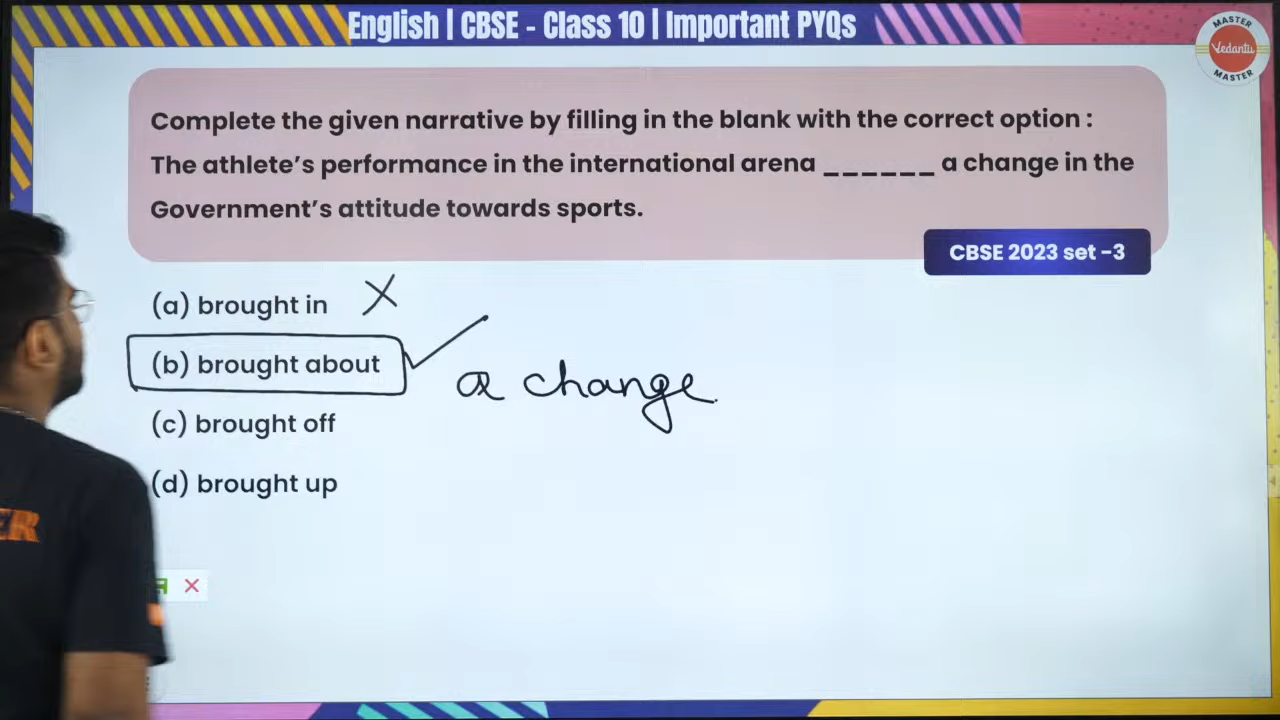 English | CBSE - Class 10 | Important PYQs
MASTER
Vedantu
MASTER
Complete the given narrative by filling in the blank with the correct option :
The athlete's performance in the international arena ______ a change in the
Government's attitude towards sports.
CBSE 2023 set -3
(a) brought in X
(b) brought about
a change
(c) brought off
(d) brought up